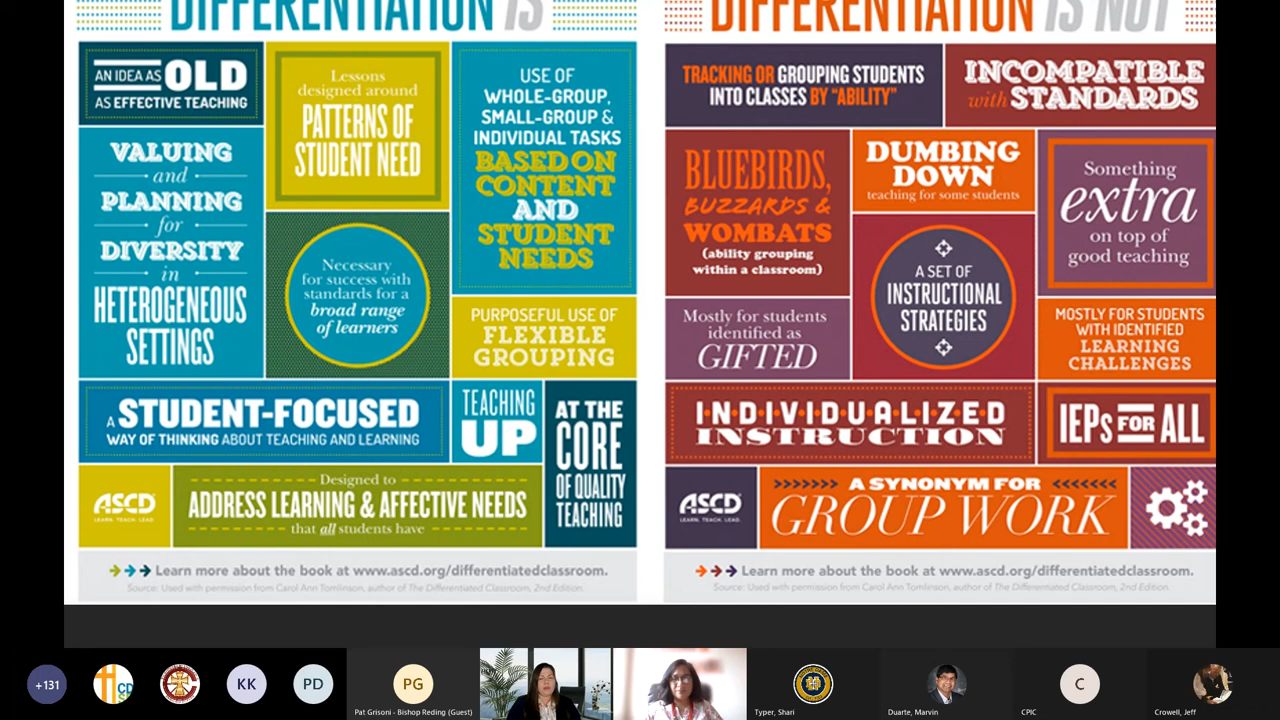 DIFFERENTIATION IS
AN IDEA AS OLD
AS EFFECTIVE TEACHING
Lessons
designed around
PATTERNS OF
STUDENT NEED
USE OF
WHOLE-GROUP,
SMALL-GROUP &
INDIVIDUAL TASKS
BASED ON
CONTENT
AND
STUDENT
NEEDS
VALUING
and
PLANNING
for
DIVERSITY
in
HETEROGENEOUS
SETTINGS
Necessary
for success with
standards for a
broad range
of learners
PURPOSEFUL USE OF
FLEXIBLE
GROUPING
A STUDENT-FOCUSED
WAY OF THINKING ABOUT TEACHING AND LEARNING
TEACHING
UP
AT THE
CORE
OF QUALITY
TEACHING
ASCD
LEARN. TEACH. LEAD.
Designed to
ADDRESS LEARNING & AFFECTIVE NEEDS
that all students have
Learn more about the book at www.ascd.org/differentiatedclassroom.
Source: Used with permission from Carol Ann Tomlinson, author of The Differentiated Classroom, 2nd Edition.
DIFFERENTIATION IS NOT
TRACKING OR GROUPING STUDENTS
INTO CLASSES BY “ABILITY”
INCOMPATIBLE
with STANDARDS
BLUEBIRDS,
BUZZARDS &
WOMBATS
(ability grouping
within a classroom)
DUMBING
DOWN
teaching for some students
Something
extra
on top of
good teaching
A SET OF
INSTRUCTIONAL
STRATEGIES
Mostly for students
identified as
GIFTED
MOSTLY FOR STUDENTS
WITH IDENTIFIED
LEARNING
CHALLENGES
INDIVIDUALIZED
INSTRUCTION
IEPs FOR ALL
ASCD
LEARN. TEACH. LEAD.
A SYNONYM FOR
GROUP WORK
Learn more about the book at www.ascd.org/differentiatedclassroom.
Source: Used with permission from Carol Ann Tomlinson, author of The Differentiated Classroom, 2nd Edition.
+131
KK
PD
PG
Pat Grisoni - Bishop Reding (Guest)
Typer, Shari
Duarte, Marvin
C
CPIC
Crowell, Jeff